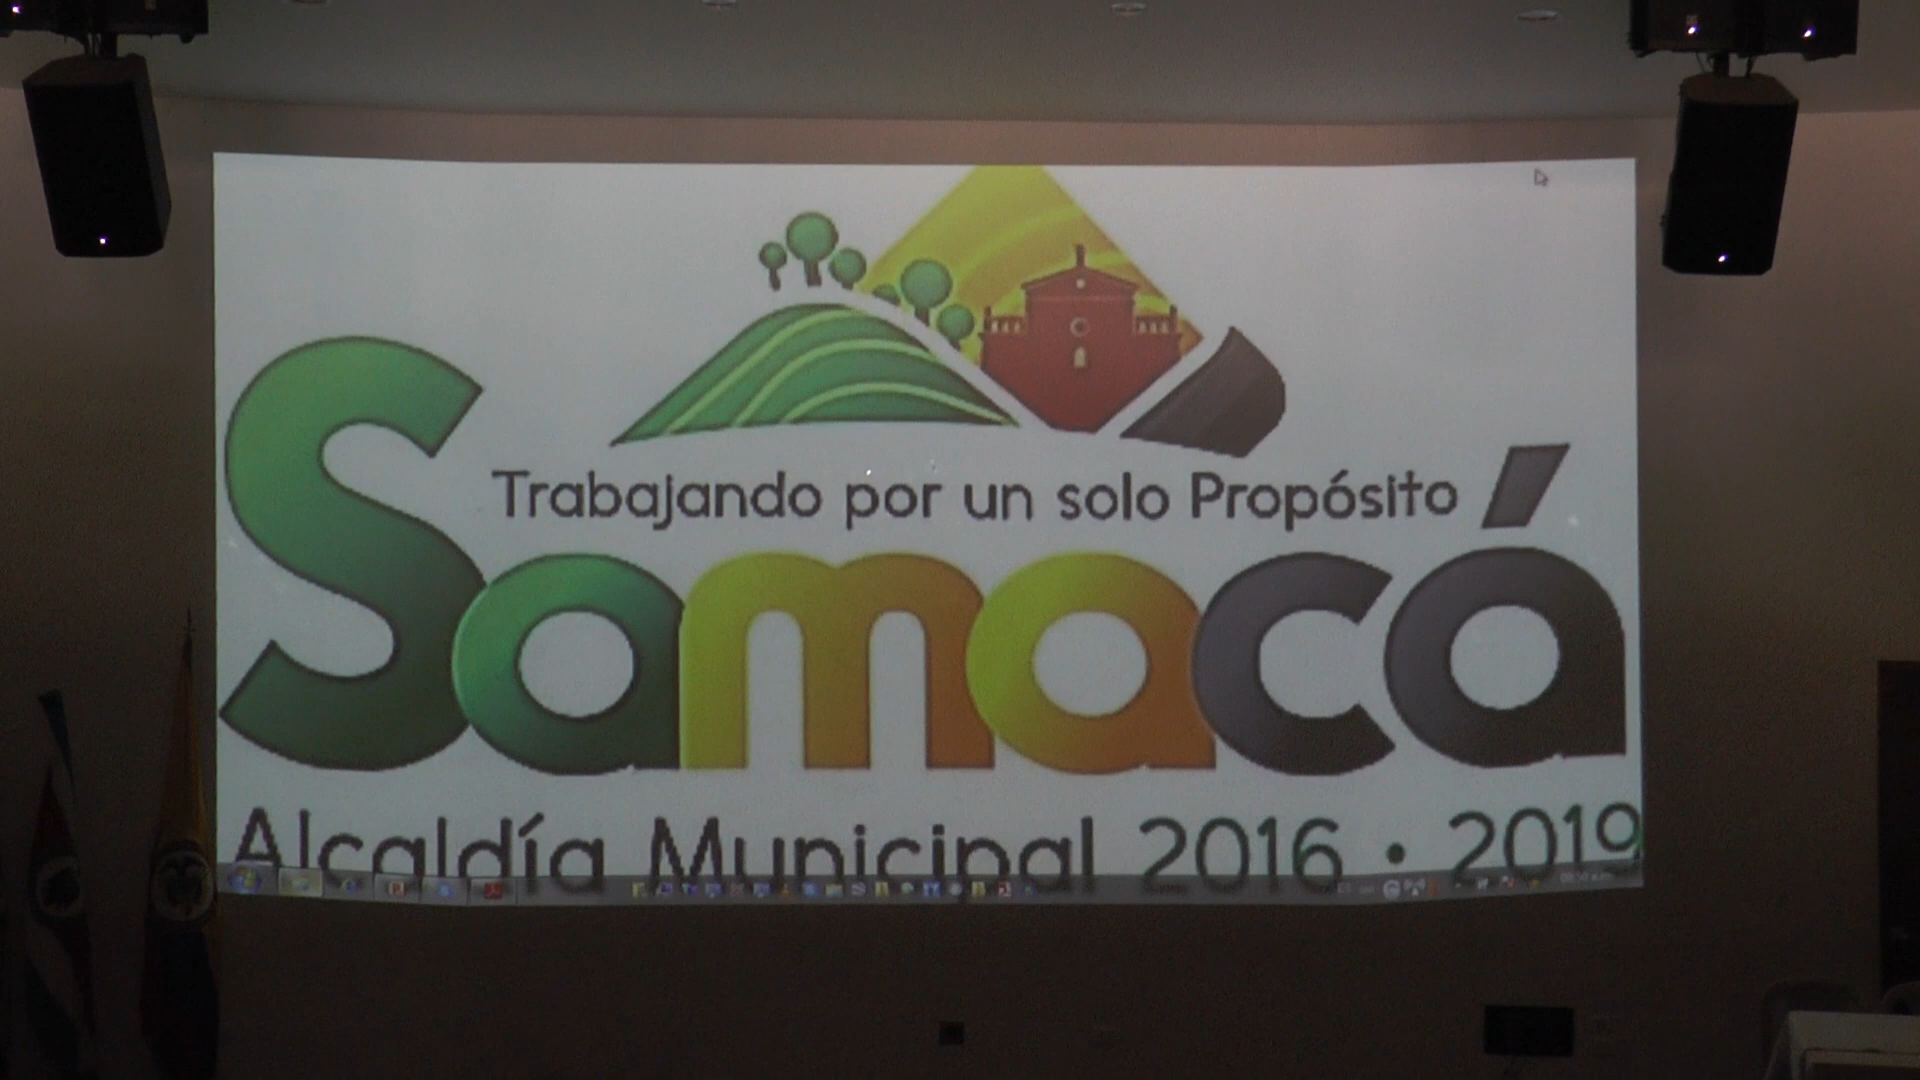 Trabajando por un solo Propósito
Samacá
Alcaldía Municipal 2016 • 2019